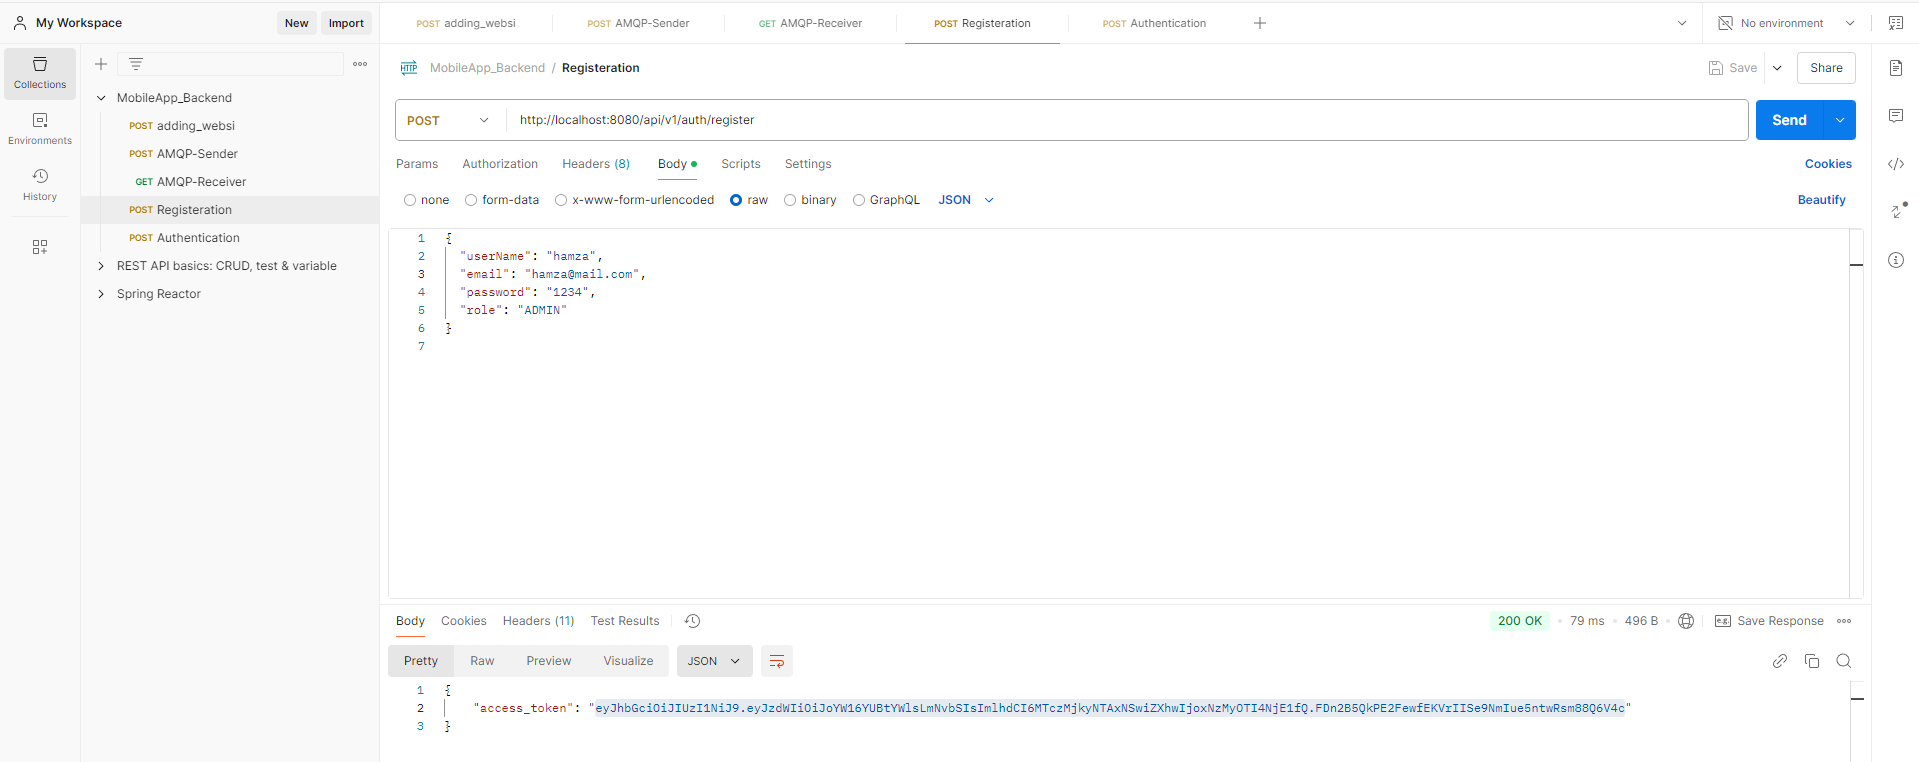 My Workspace
New
Import
POST adding_websi
POST AMQP-Sender
GET AMQP-Receiver
POST Registeration
POST Authentication
No environment
Collections
Environments
History
MobileApp_Backend
POST adding_websi
POST AMQP-Sender
GET AMQP-Receiver
POST Registeration
POST Authentication
REST API basics: CRUD, test & variable
Spring Reactor
HTTP MobileApp_Backend / Registeration
Save
Share
POST
http://localhost:8080/api/v1/auth/register
Send
Params Authorization Headers (8) Body Scripts Settings
Cookies
none form-data x-www-form-urlencoded raw binary GraphQL JSON
Beautify
1 {
2 "userName": "hamza",
3 "email": "hamza@mail.com",
4 "password": "1234",
5 "role": "ADMIN"
6 }
7
Body Cookies Headers (11) Test Results
200 OK 79 ms 496 B e.g. Save Response
Pretty Raw Preview Visualize JSON
1 {
2 "access_token": "eyJhbGciOiJIUzI1NiJ9.eyJzdWIiOiJoYW16YUBtYWlsLmNvbSIsImlhdCI6MTczMjkyNTAxNSwiZXhwIjoxNzMyOTI4NjE1fQ.FDn2B5QkPE2FewfEKVrIISe9NmIue5ntwRsm88Q6V4c"
3 }